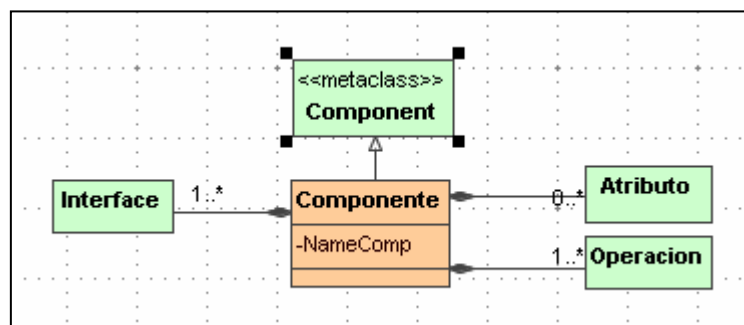 <<metaclass>>
Component
Interface
1..*
Componente
-NameComp
0..*
Atributo
1..*
Operacion